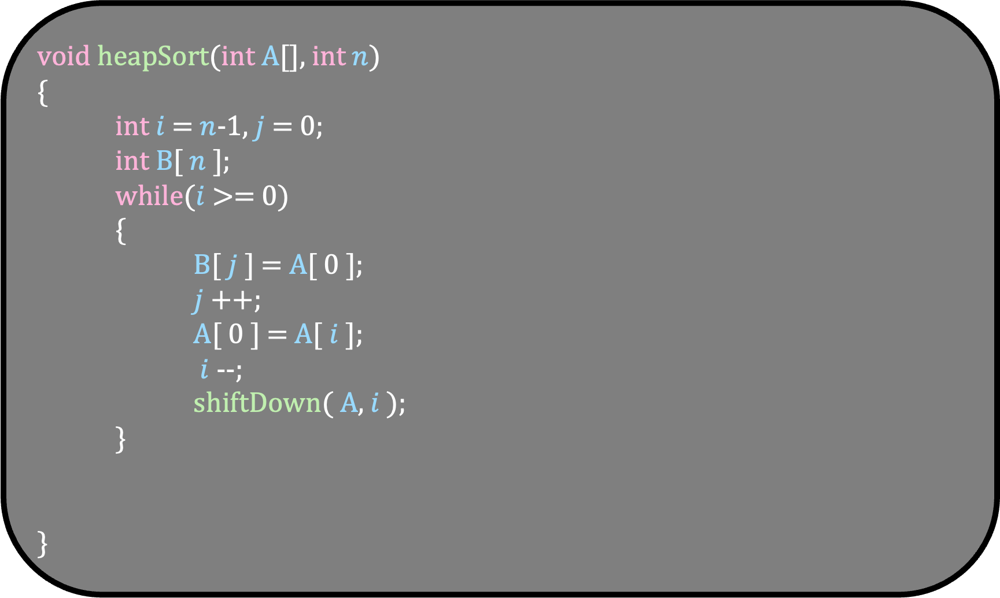 void heapSort(int A[], int n)
{
int i = n-1, j = 0;
int B[ n ];
while(i >= 0)
{
B[ j ] = A[ 0 ];
j ++;
A[ 0 ] = A[ i ];
i --;
shiftDown( A, i );
}
}